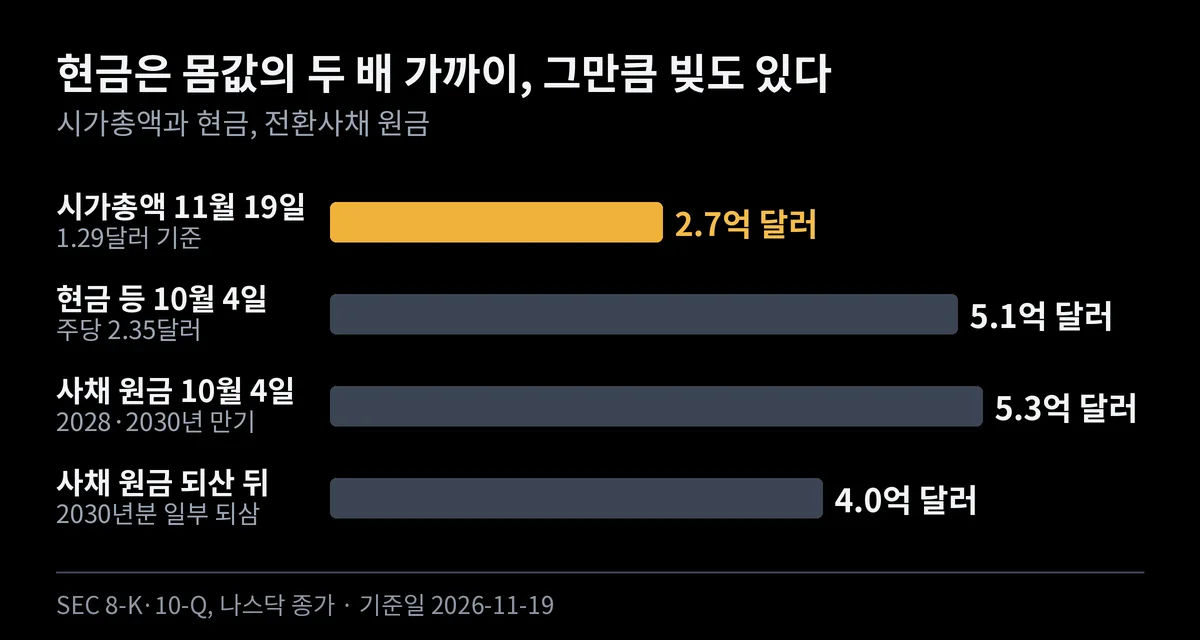 현금은 몸값의 두 배 가까이, 그만큼 빚도 있다
시가총액과 현금, 전환사채 원금
시가총액 11월 19일
1.29달러 기준
2.7억 달러
현금 등 10월 4일
주당 2.35달러
5.1억 달러
사채 원금 10월 4일
2028·2030년 만기
5.3억 달러
사채 원금 되산 뒤
2030년분 일부 되삼
4.0억 달러
SEC 8-K·10-Q, 나스닥 종가 · 기준일 2026-11-19